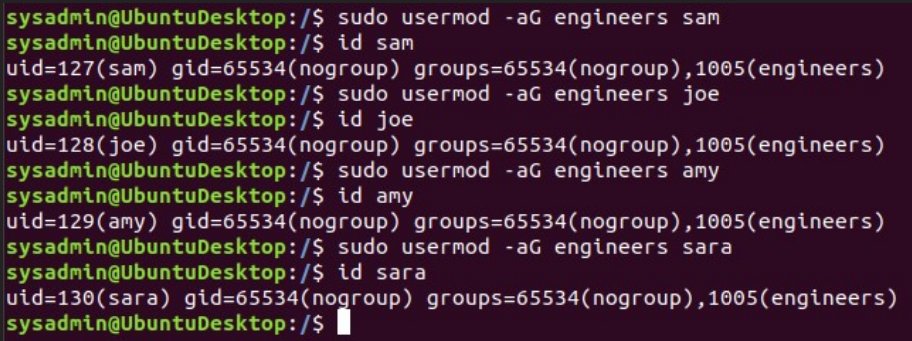 sysadmin@UbuntuDesktop:/$ sudo usermod -aG engineers sam
sysadmin@UbuntuDesktop:/$ id sam
uid=127(sam) gid=65534(nogroup) groups=65534(nogroup),1005(engineers)
sysadmin@UbuntuDesktop:/$ sudo usermod -aG engineers joe
sysadmin@UbuntuDesktop:/$ id joe
uid=128(joe) gid=65534(nogroup) groups=65534(nogroup),1005(engineers)
sysadmin@UbuntuDesktop:/$ sudo usermod -aG engineers amy
sysadmin@UbuntuDesktop:/$ id amy
uid=129(amy) gid=65534(nogroup) groups=65534(nogroup),1005(engineers)
sysadmin@UbuntuDesktop:/$ sudo usermod -aG engineers sara
sysadmin@UbuntuDesktop:/$ id sara
uid=130(sara) gid=65534(nogroup) groups=65534(nogroup),1005(engineers)
sysadmin@UbuntuDesktop:/$